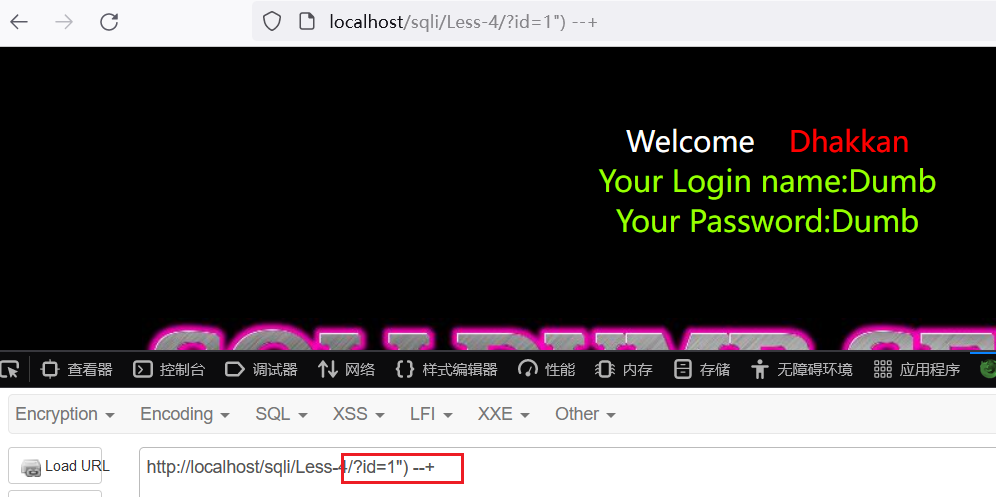 localhost/sqli/Less-4/?id=1") --+
Welcome Dhakkan
Your Login name:Dumb
Your Password:Dumb
查看器 控制台 调试器 网络 样式编辑器 性能 内存 存储 无障碍环境 应用程序
Encryption Encoding SQL XSS LFI XXE Other
Load URL
http://localhost/sqli/Less-4/?id=1") --+